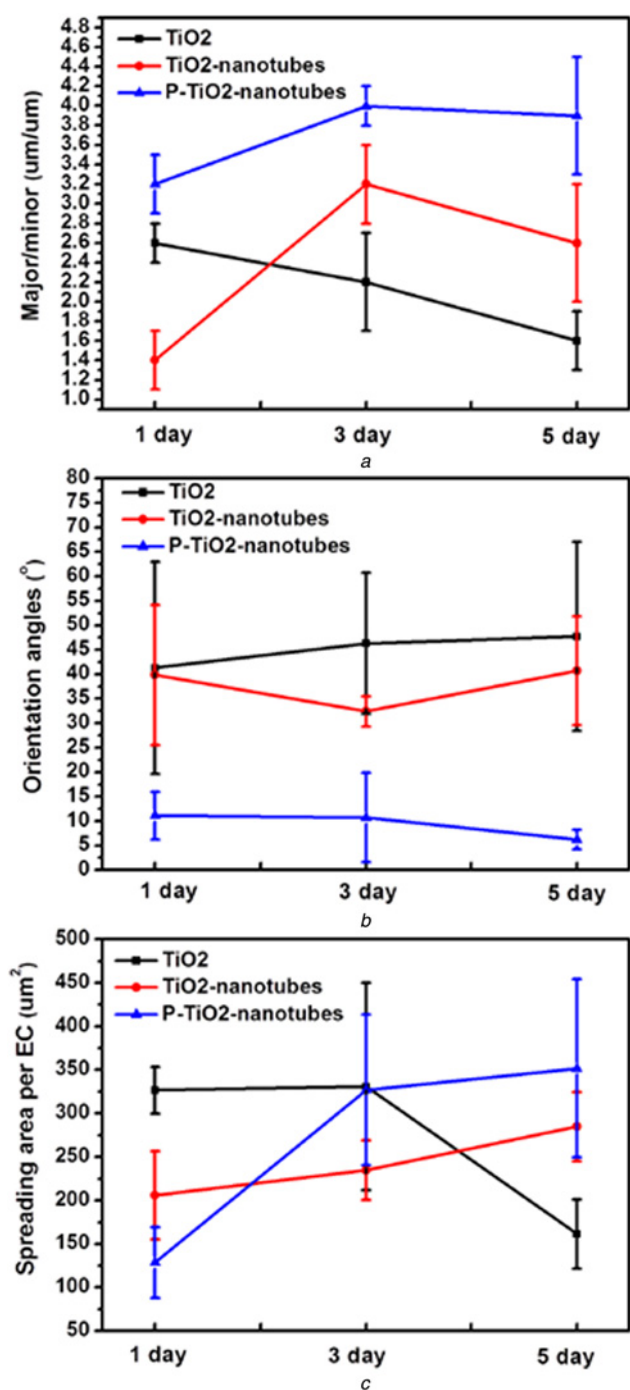 Major/minor (um/um)
4.8
4.6
4.4
4.2
4.0
3.8
3.6
3.4
3.2
3.0
2.8
2.6
2.4
2.2
2.0
1.8
1.6
1.4
1.2
1.0
TiO2
TiO2-nanotubes
P-TiO2-nanotubes
1 day
3 day
5 day
a
Orientation angles (°)
80
75
70
65
60
55
50
45
40
35
30
25
20
15
10
5
0
TiO2
TiO2-nanotubes
P-TiO2-nanotubes
1 day
3 day
5 day
b
Spreading area per EC (um²)
500
450
400
350
300
250
200
150
100
50
TiO2
TiO2-nanotubes
P-TiO2-nanotubes
1 day
3 day
5 day
c